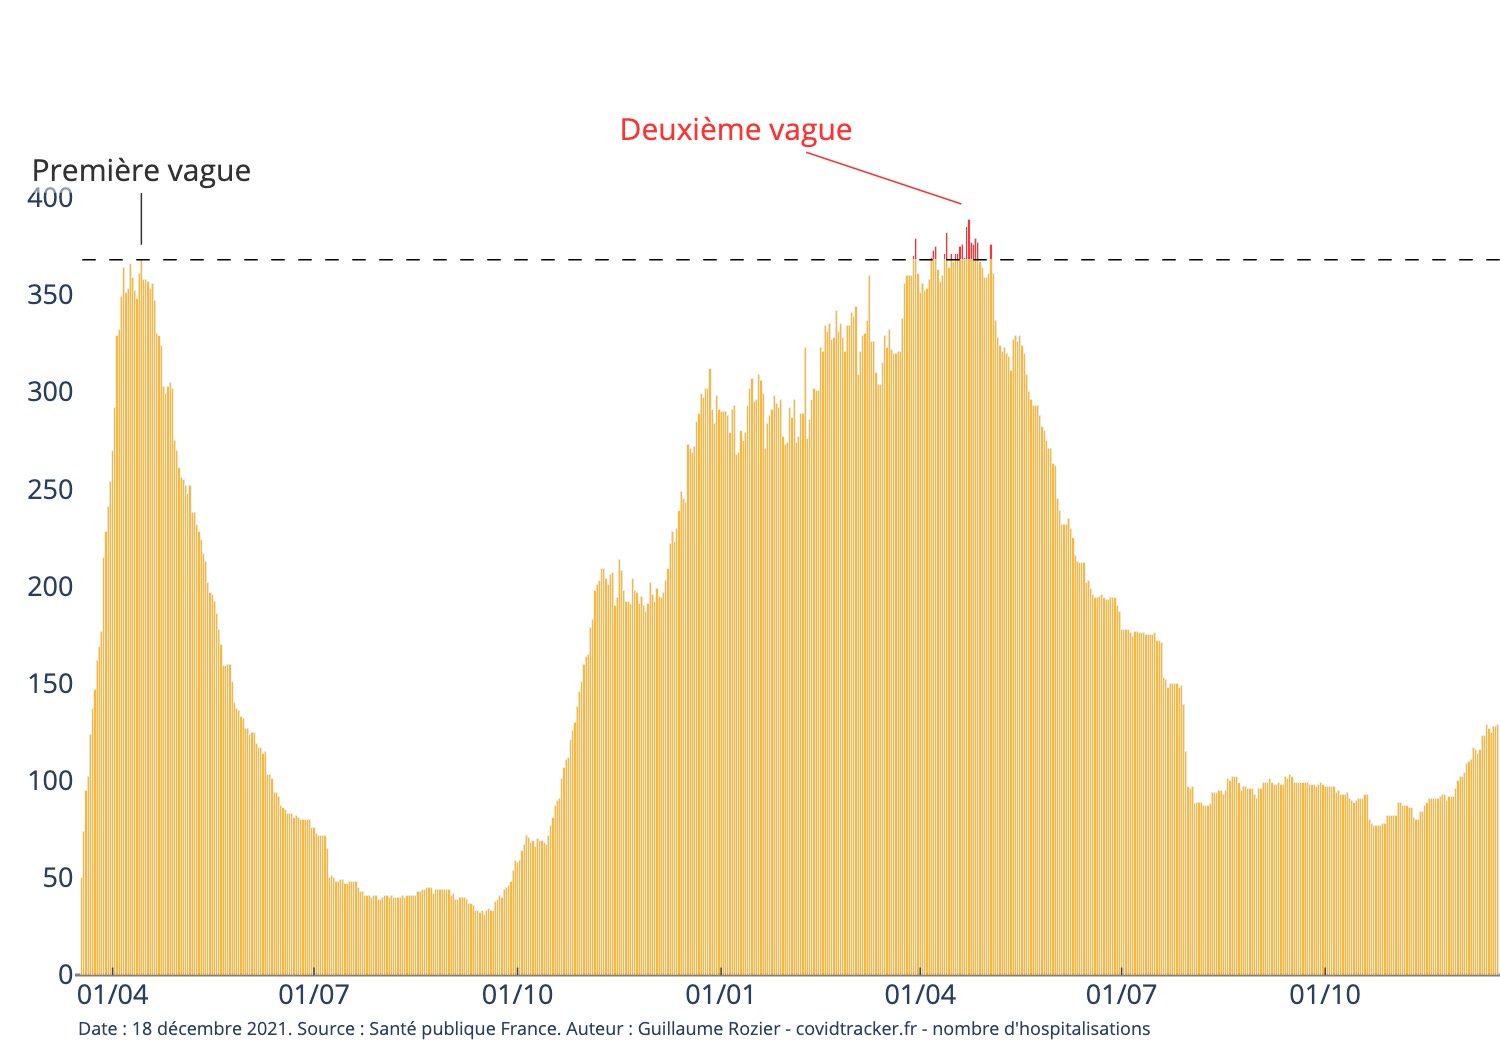 Deuxième vague
Première vague
400
350
300
250
200
150
100
50
0
01/04 01/07 01/10 01/01 01/04 01/07 01/10
Date : 18 décembre 2021. Source : Santé publique France. Auteur : Guillaume Rozier - covidtracker.fr - nombre d'hospitalisations